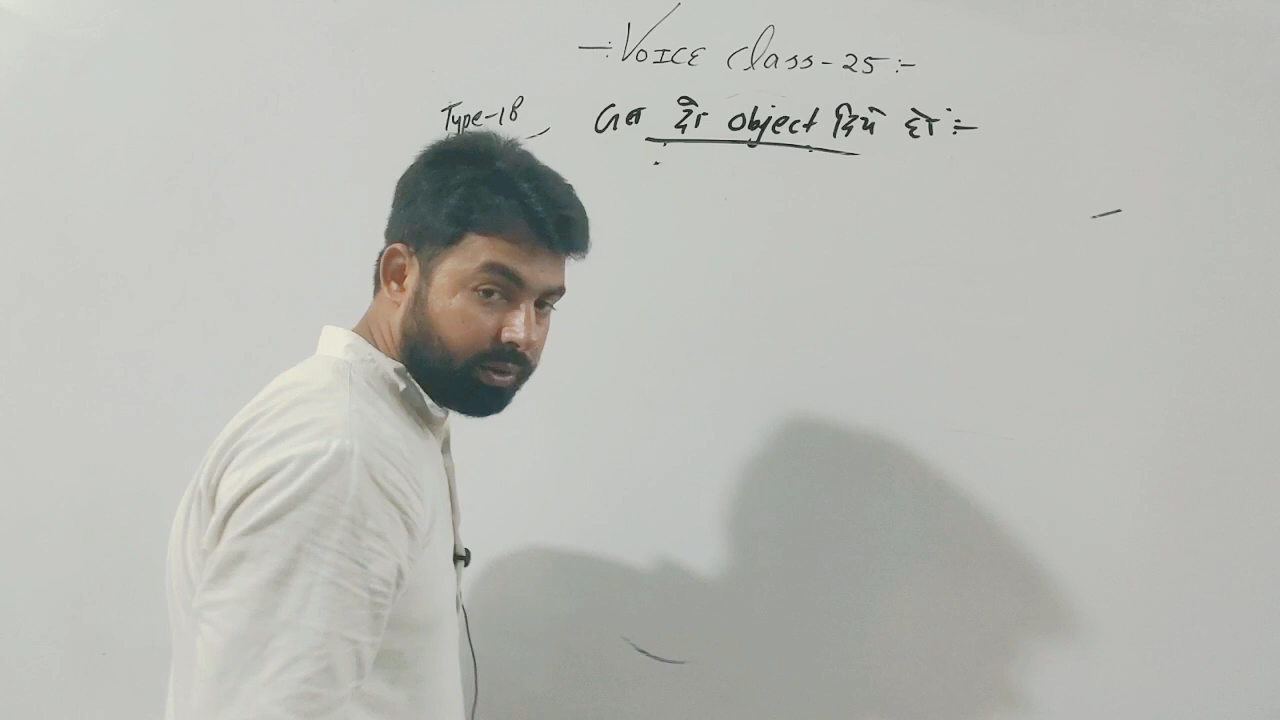 -:Voice Class-25:-
Type-18 जब दो object दिये हो:-